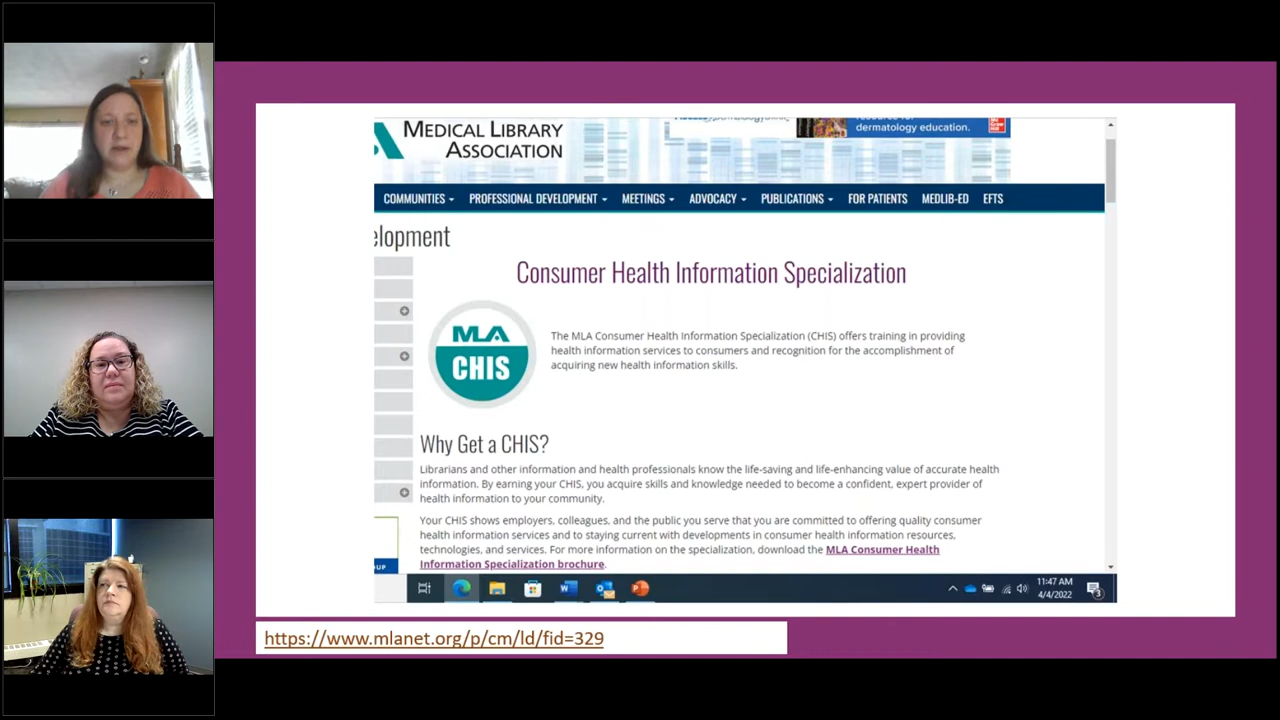 MEDICAL LIBRARY
ASSOCIATION
dermatology education.
COMMUNITIES
PROFESSIONAL DEVELOPMENT
MEETINGS
ADVOCACY
PUBLICATIONS
FOR PATIENTS
MEDLIB-ED
EFTS
elopment
Consumer Health Information Specialization
MLA
CHIS
The MLA Consumer Health Information Specialization (CHIS) offers training in providing
health information services to consumers and recognition for the accomplishment of
acquiring new health information skills.
Why Get a CHIS?
Librarians and other information and health professionals know the life-saving and life-enhancing value of accurate health
information. By earning your CHIS, you acquire skills and knowledge needed to become a confident, expert provider of
health information to your community.
Your CHIS shows employers, colleagues, and the public you serve that you are committed to offering quality consumer
health information services and to staying current with developments in consumer health information resources,
technologies, and services. For more information on the specialization, download the MLA Consumer Health
Information Specialization brochure.
OUP
11:47 AM
4/4/2022
3
https://www.mlanet.org/p/cm/ld/fid=329